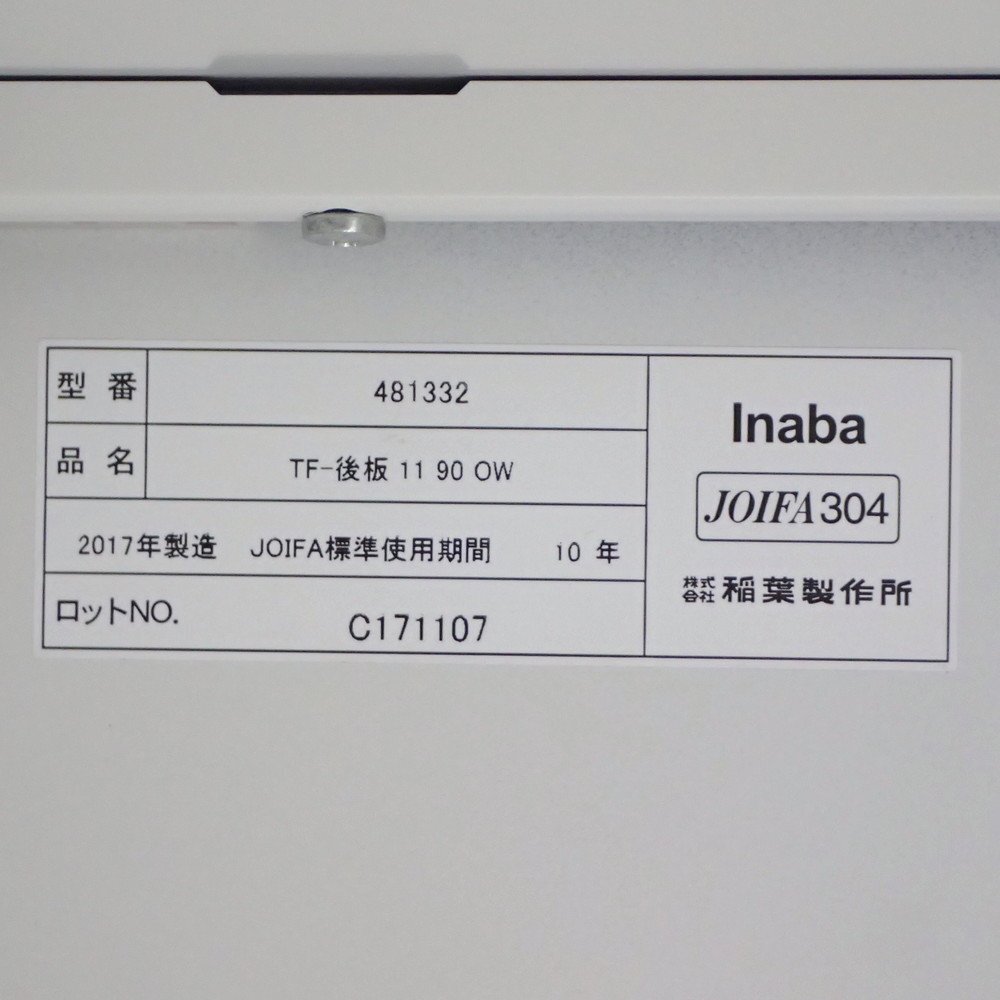 型番 481332
品名 TF-後板 11 90 OW
2017年製造 JOIFA標準使用期間 10 年
ロットNO. C171107
Inaba
JOIFA304
株式会社 稲葉製作所